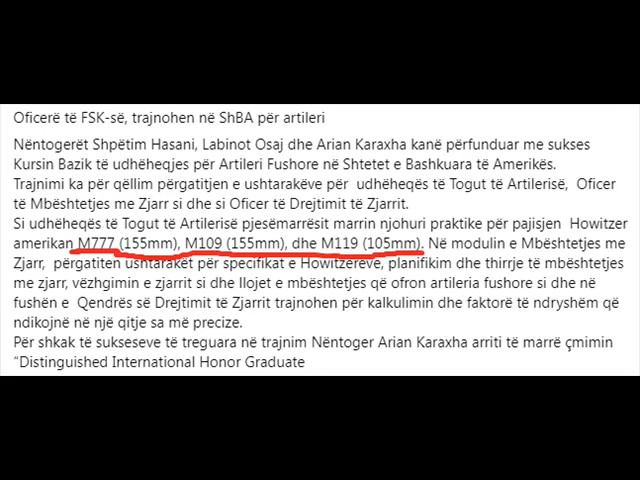 Oficerë të FSK-së, trajnohen në ShBA për artileri
Nëntogerët Shpëtim Hasani, Labinot Osaj dhe Arian Karaxha kanë përfunduar me sukses
Kursin Bazik të udhëheqjes për Artileri Fushore në Shtetet e Bashkuara të Amerikës.
Trajnimi ka për qëllim përgatitjen e ushtarakëve për udhëheqës të Togut të Artilerisë, Oficer
të Mbështetjes me Zjarr si dhe si Oficer të Drejtimit të Zjarrit.
Si udhëheqës të Togut të Artilerisë pjesëmarrësit marrin njohuri praktike për pajisjen Howitzer
amerikan M777 (155mm), M109 (155mm), dhe M119 (105mm). Në modulin e Mbështetjes me
Zjarr, përgatiten ushtarakët për specifikat e Howitzerëve, planifikim dhe thirrje të mbështetjes
me zjarr, vëzhgimin e zjarrit si dhe llojet e mbështetjes që ofron artileria fushore si dhe në
fushën e Qendrës së Drejtimit të Zjarrit trajnohen për kalkulimin dhe faktorë të ndryshëm që
ndikojnë në një qitje sa më precize.
Për shkak të sukseseve të treguara në trajnim Nëntoger Arian Karaxha arriti të marrë çmimin
“Distinguished International Honor Graduate